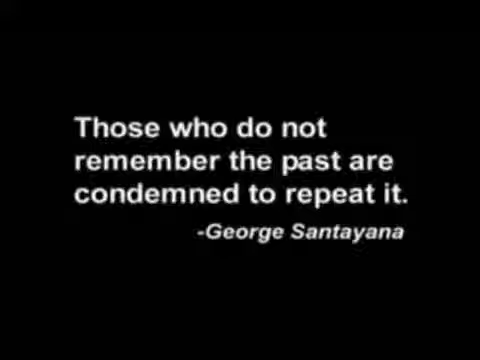 Those who do not
remember the past are
condemned to repeat it.
-George Santayana